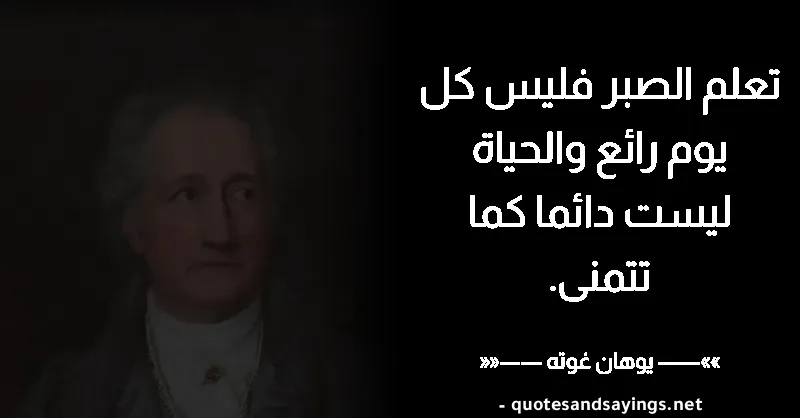 تعلم الصبر فليس كل
يوم رائع والحياة
ليست دائما كما
تتمنى.
»»—— يوهان غوته ——««
- quotesandsayings.net